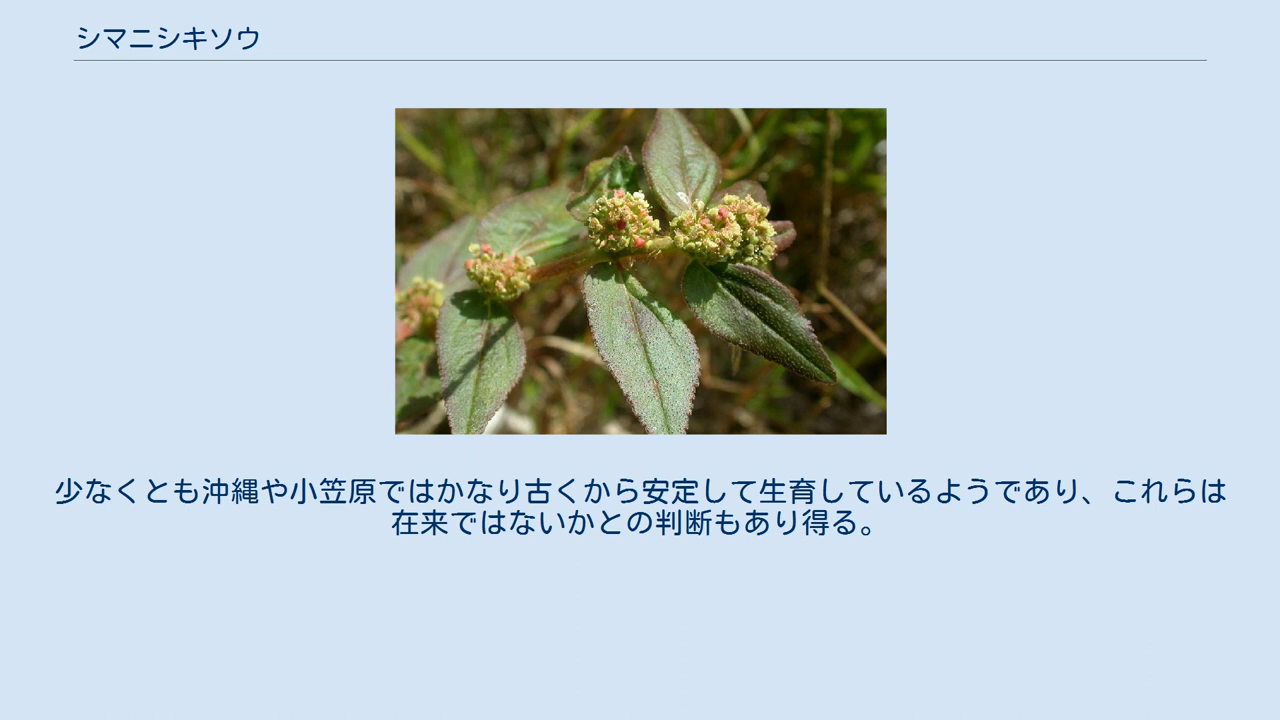 シマニシキソウ
少なくとも沖縄や小笠原ではかなり古くから安定して生育しているようであり、これらは
在来ではないかとの判断もあり得る。